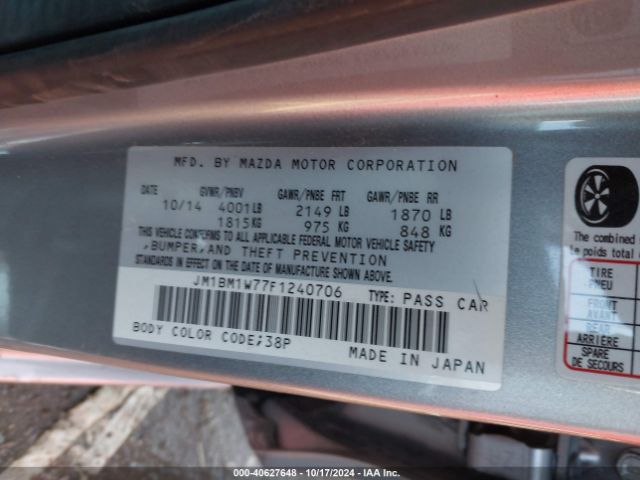 MFD. BY MAZDA MOTOR CORPORATION
DATE GVWR/PNBV GAWR/PNBE FRT GAWR/PNBE RR
10/14 4001LB 2149 LB 1870 LB
1815KG 975 KG 848 KG
THIS VEHICLE CONFORMS TO ALL APPLICABLE FEDERAL MOTOR VEHICLE SAFETY
,BUMPER,AND THEFT PREVENTION
STANDARDS IN EFFECT ON THE DATE OF MANUFACTURE SHOWN ABOVE.
JM1BM1W77F1240706 TYPE: PASS CAR
BODY COLOR CODE;38P MADE IN JAPAN
The combined
le poids total
TIRE
PNEU
FRONT
AVANT
REAR
ARRIÈRE
SPARE
DE SECOURS
000-40627648 - 10/17/2024 - IAA Inc.